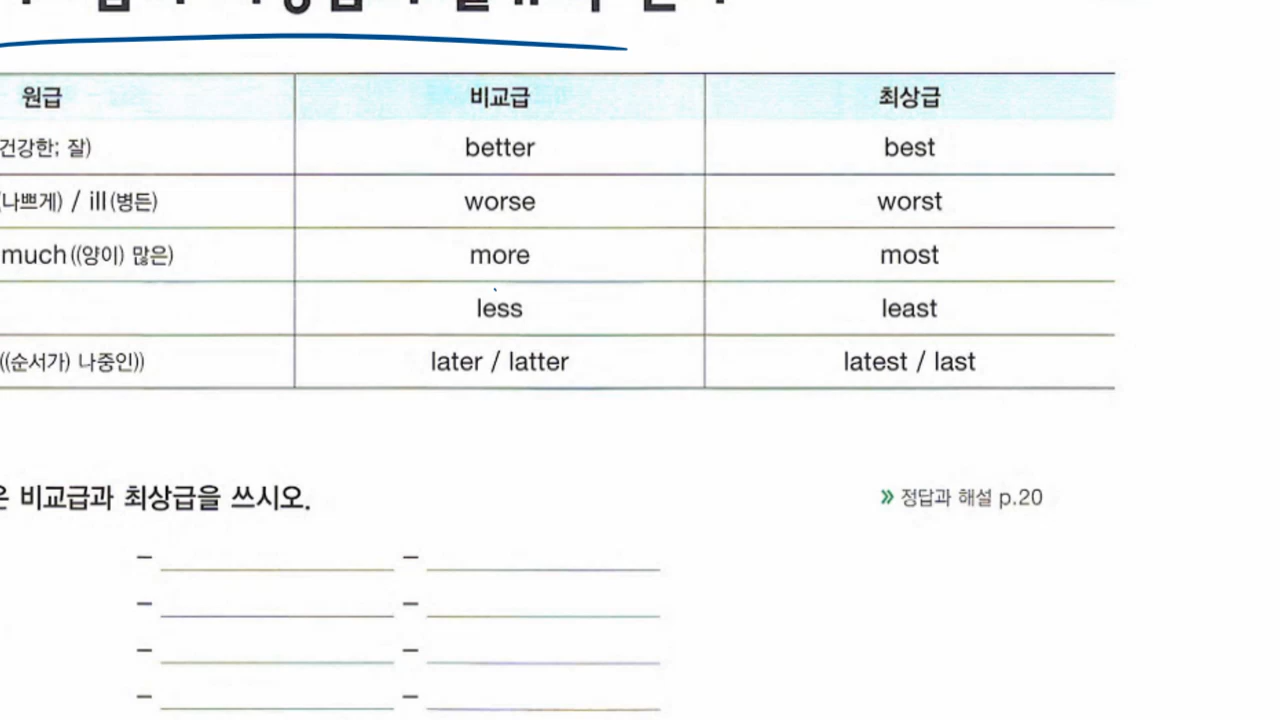 원급 비교급 최상급
건강한; 잘) better best
(나쁘게) / ill(병든) worse worst
much((양이) 많은) more most
less least
((순서가) 나중인)) later / latter latest / last
은 비교급과 최상급을 쓰시오.
» 정답과 해설 p.20
– –
– –
– –
– –